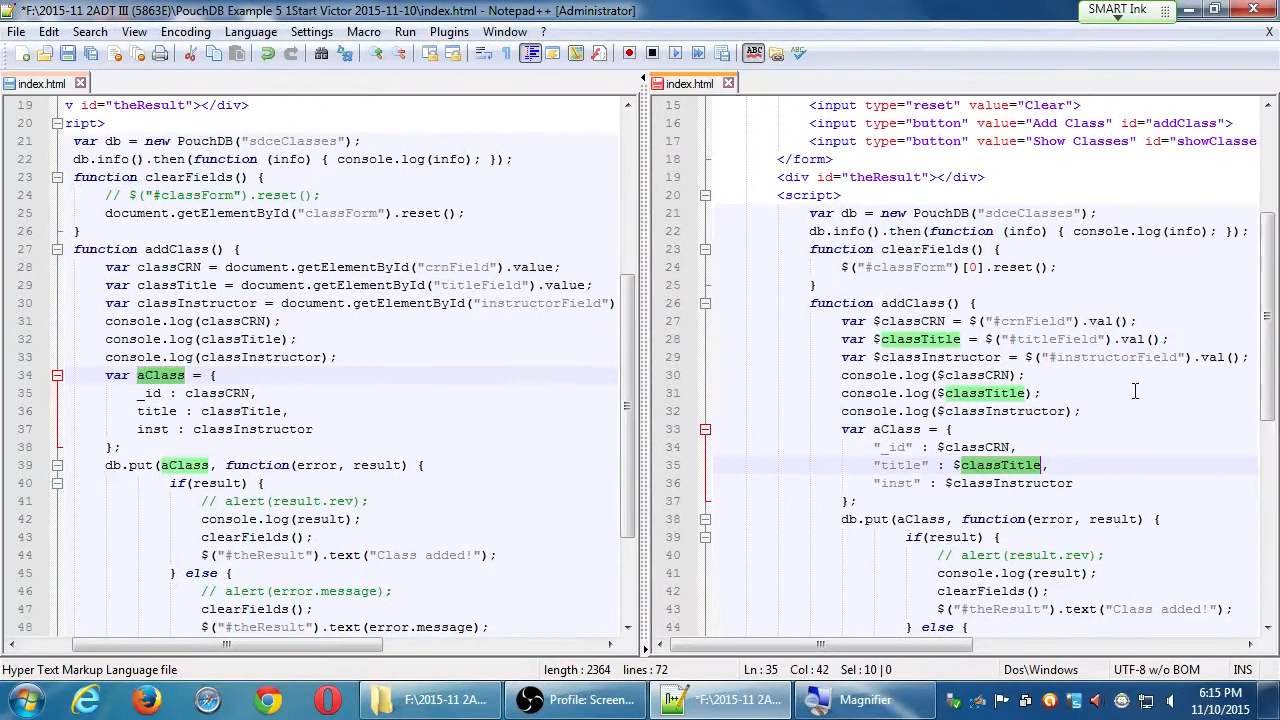 *F:\2015-11 2ADT III (5863E)\PouchDB Example 5 1Start Victor 2015-11-10\index.html - Notepad++ [Administrator]
SMART Ink
File Edit Search View Encoding Language Settings Macro Run Plugins Window ? X
index.html
19 v id="theResult"></div>
20 ript>
21 var db = new PouchDB("sdceClasses");
22 db.info().then(function (info) { console.log(info); });
23 function clearFields() {
24 // $("#classForm").reset();
25 document.getElementById("classForm").reset();
26 }
27 function addClass() {
28 var classCRN = document.getElementById("crnField").value;
29 var classTitle = document.getElementById("titleField").value;
30 var classInstructor = document.getElementById("instructorField")
31 console.log(classCRN);
32 console.log(classTitle);
33 console.log(classInstructor);
34 var aClass = {
35 _id : classCRN,
36 title : classTitle,
37 inst : classInstructor
38 };
39 db.put(aClass, function(error, result) {
40 if(result) {
41 // alert(result.rev);
42 console.log(result);
43 clearFields();
44 $("#theResult").text("Class added!");
45 } else {
46 // alert(error.message);
47 clearFields();
48 $("#theResult").text(error.message);
index.html
15 <input type="reset" value="Clear">
16 <input type="button" value="Add Class" id="addClass">
17 <input type="button" value="Show Classes" id="showClasse
18 </form>
19 <div id="theResult"></div>
20 <script>
21 var db = new PouchDB("sdceClasses");
22 db.info().then(function (info) { console.log(info); });
23 function clearFields() {
24 $("#classForm")[0].reset();
25 }
26 function addClass() {
27 var $classCRN = $("#crnField").val();
28 var $classTitle = $("#titleField").val();
29 var $classInstructor = $("#instructorField").val();
30 console.log($classCRN);
31 console.log($classTitle);
32 console.log($classInstructor);
33 var aClass = {
34 "_id" : $classCRN,
35 "title" : $classTitle,
36 "inst" : $classInstructor
37 };
38 db.put(aClass, function(error, result) {
39 if(result) {
40 // alert(result.rev);
41 console.log(result);
42 clearFields();
43 $("#theResult").text("Class added!");
44 } else {
Hyper Text Markup Language file length : 2364 lines : 72 Ln : 35 Col : 42 Sel : 10 | 0 Dos\Windows UTF-8 w/o BOM INS
F:\2015-11 2A... Profile: Screen... *F:\2015-11 2A... Magnifier
6:15 PM
11/10/2015